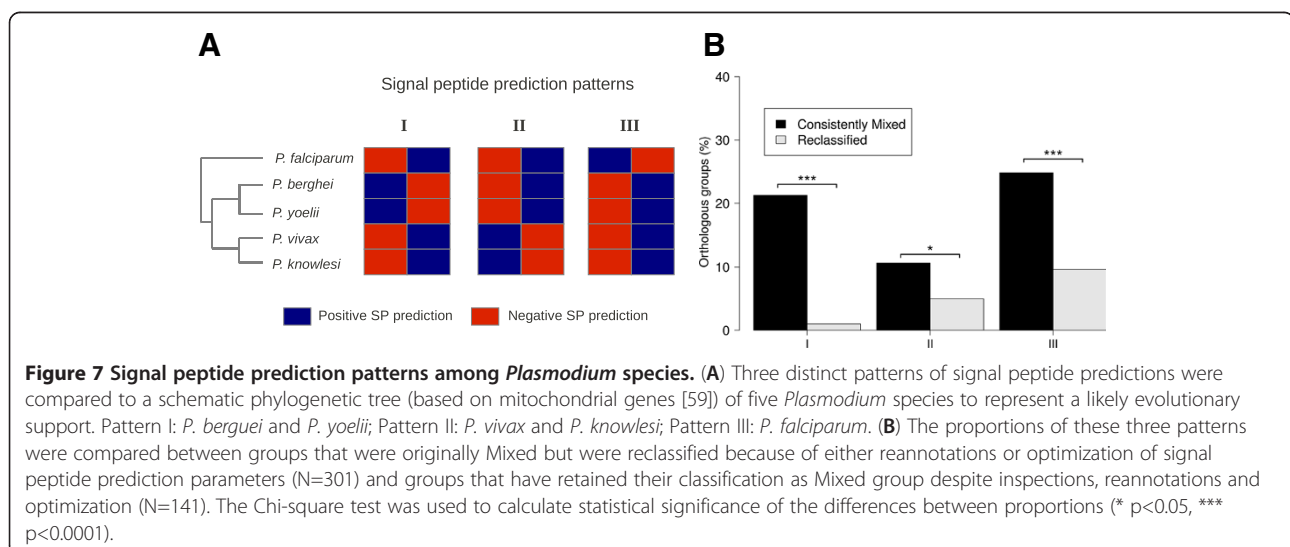 A
Signal peptide prediction patterns
I II III
P. falciparum
P. berghei
P. yoelii
P. vivax
P. knowlesi
Positive SP prediction Negative SP prediction
B
Orthologous groups (%)
40
30
20
10
0
Consistently Mixed
Reclassified
***
*
***
I II III
Figure 7 Signal peptide prediction patterns among Plasmodium species. (A) Three distinct patterns of signal peptide predictions were
compared to a schematic phylogenetic tree (based on mitochondrial genes [59]) of five Plasmodium species to represent a likely evolutionary
support. Pattern I: P. berguei and P. yoelii; Pattern II: P. vivax and P. knowlesi; Pattern III: P. falciparum. (B) The proportions of these three patterns
were compared between groups that were originally Mixed but were reclassified because of either reannotations or optimization of signal
peptide prediction parameters (N=301) and groups that have retained their classification as Mixed group despite inspections, reannotations and
optimization (N=141). The Chi-square test was used to calculate statistical significance of the differences between proportions (* p<0.05, ***
p<0.0001).